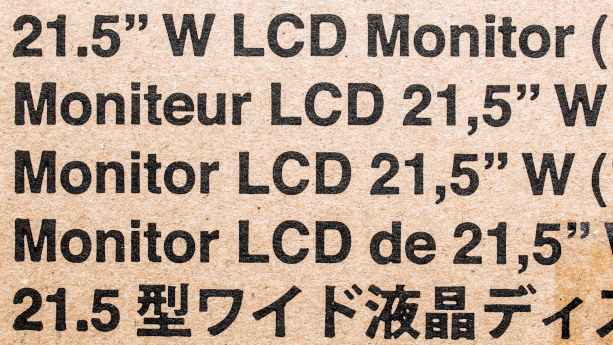 21.5” W LCD Monitor (
Moniteur LCD 21,5” W
Monitor LCD 21,5” W (
Monitor LCD de 21,5”
21.5 型ワイド液晶ディ